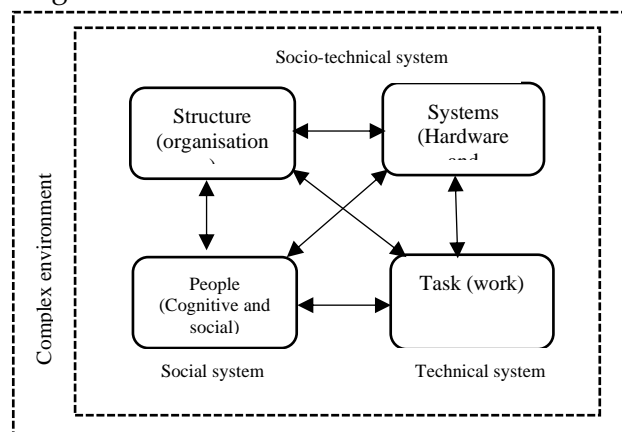 Socio-technical system
Structure
(organisation
)
Systems
(Hardware
and
Complex environment
People
(Cognitive and
social)
Task (work)
Social system
Technical system